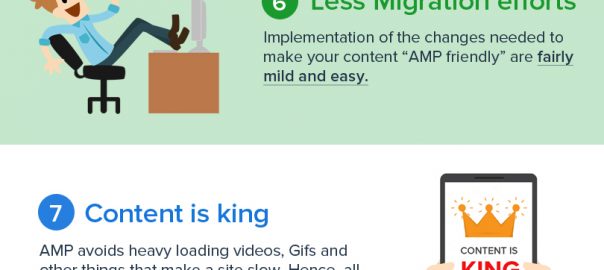 6 Less Migration efforts
Implementation of the changes needed to
make your content “AMP friendly” are fairly
mild and easy.
7 Content is king
AMP avoids heavy loading videos, Gifs and
other things that make a site slow. Hence, all
CONTENT IS
KING